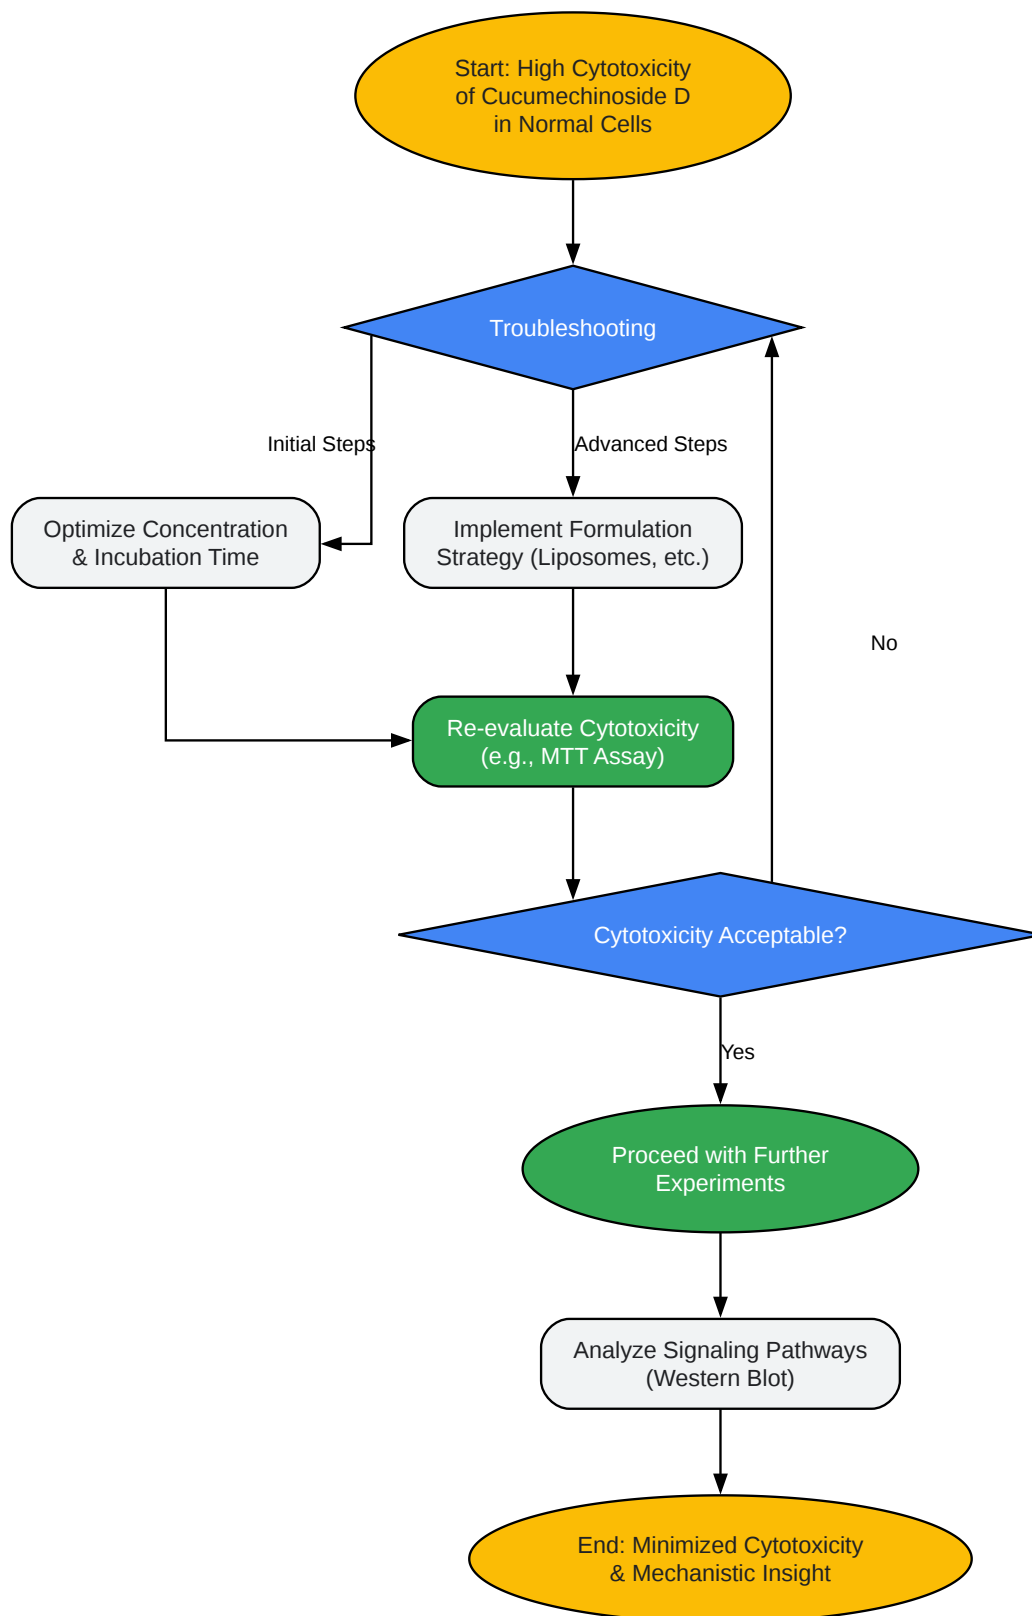 Start: High Cytotoxicity
of Cucumechinoside D
in Normal Cells
Troubleshooting
Initial Steps
Advanced Steps
Optimize Concentration
& Incubation Time
Implement Formulation
Strategy (Liposomes, etc.)
No
Re-evaluate Cytotoxicity
(e.g., MTT Assay)
Cytotoxicity Acceptable?
Yes
Proceed with Further
Experiments
Analyze Signaling Pathways
(Western Blot)
End: Minimized Cytotoxicity
& Mechanistic Insight